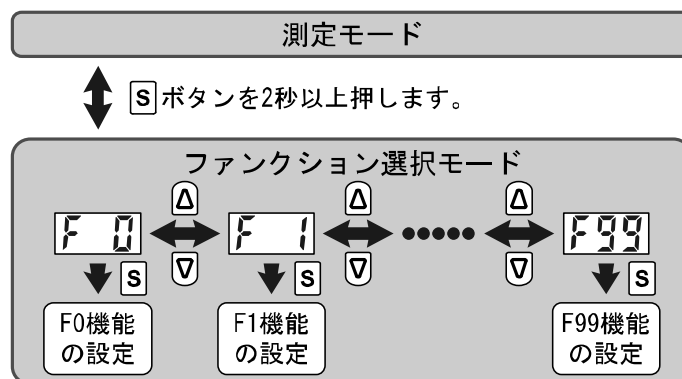 測定モード
Sボタンを2秒以上押します。
ファンクション選択モード
F 0 F 1 ●●●●● F99
S S S
F0機能 F1機能 F99機能
の設定 の設定 の設定